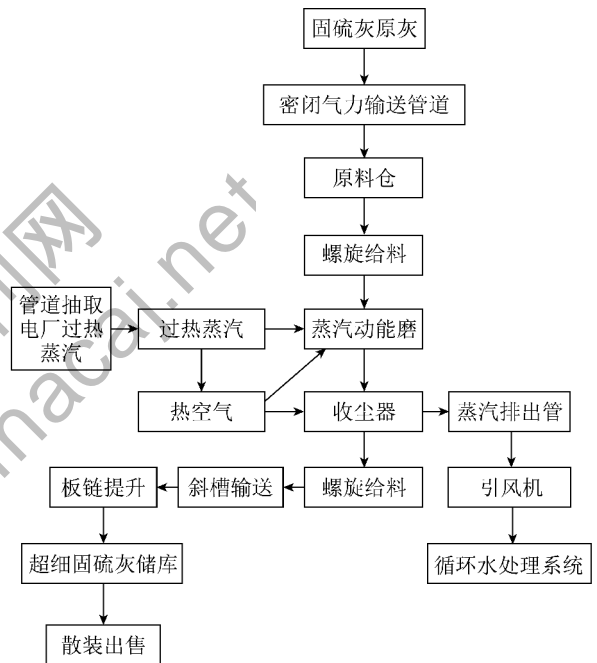 固硫灰原灰
密闭气力输送管道
原料仓
螺旋给料
管道抽取
电厂过热
蒸汽
过热蒸汽
蒸汽动能磨
热空气
收尘器
蒸汽排出管
板链提升
斜槽输送
螺旋给料
引风机
超细固硫灰储库
循环水处理系统
散装出售
网
macaj.net